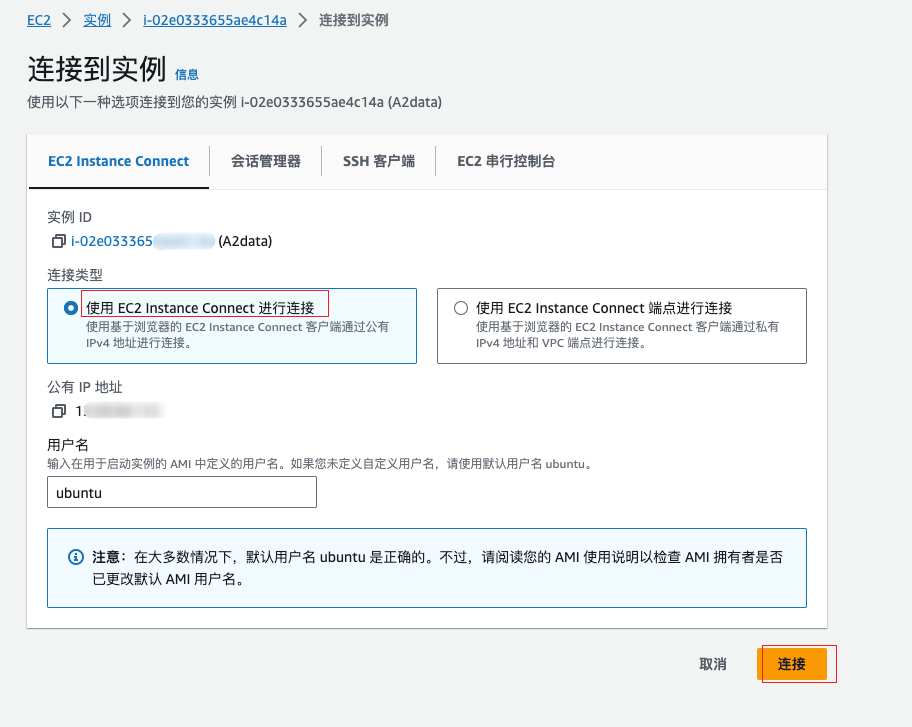 EC2 > 实例 > i-02e0333655ae4c14a > 连接到实例
连接到实例 信息
使用以下一种选项连接到您的实例 i-02e0333655ae4c14a (A2data)
EC2 Instance Connect 会话管理器 SSH 客户端 EC2 串行控制台
实例 ID
i-02e033365 (A2data)
连接类型
使用 EC2 Instance Connect 进行连接
使用基于浏览器的 EC2 Instance Connect 客户端通过公有
IPv4 地址进行连接。
使用 EC2 Instance Connect 端点进行连接
使用基于浏览器的 EC2 Instance Connect 客户端通过私有
IPv4 地址和 VPC 端点进行连接。
公有 IP 地址
用户名
输入在用于启动实例的 AMI 中定义的用户名。如果您未定义自定义用户名，请使用默认用户名 ubuntu。
ubuntu
注意：在大多数情况下，默认用户名 ubuntu 是正确的。不过，请阅读您的 AMI 使用说明以检查 AMI 拥有者是否
已更改默认 AMI 用户名。
取消 连接